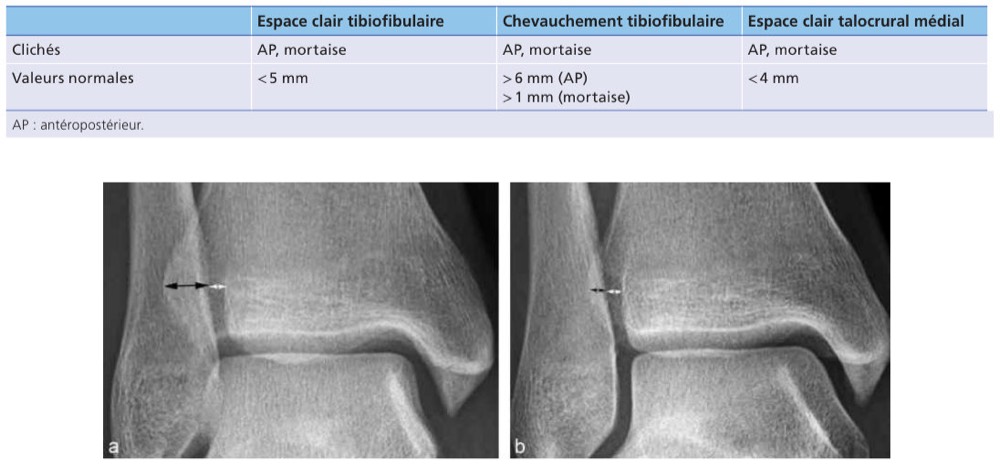 Espace clair tibiofibulaire Chevauchement tibiofibulaire Espace clair talocrural médial
Clichés AP, mortaise AP, mortaise AP, mortaise
Valeurs normales <5 mm >6 mm (AP) <4 mm
>1 mm (mortaise)
AP : antéropostérieur.
a b